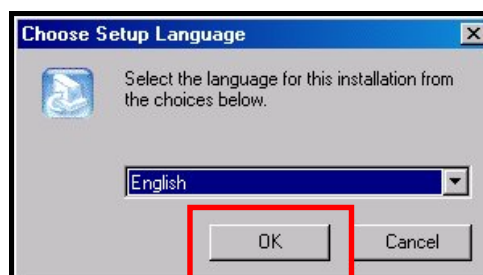 Choose Setup Language
Select the language for this installation from
the choices below.
English
OK
Cancel